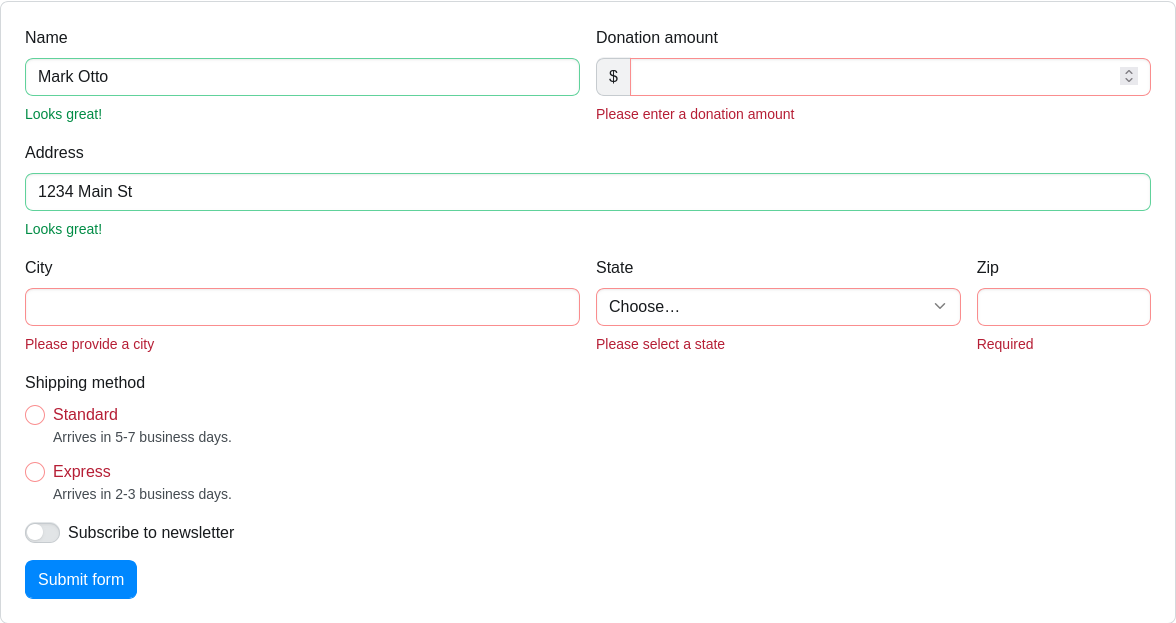 Name
Donation amount
Mark Otto
$
Looks great!
Please enter a donation amount
Address
1234 Main St
Looks great!
City
State
Zip
Choose…
Please provide a city
Please select a state
Required
Shipping method
Standard
Arrives in 5-7 business days.
Express
Arrives in 2-3 business days.
Subscribe to newsletter
Submit form